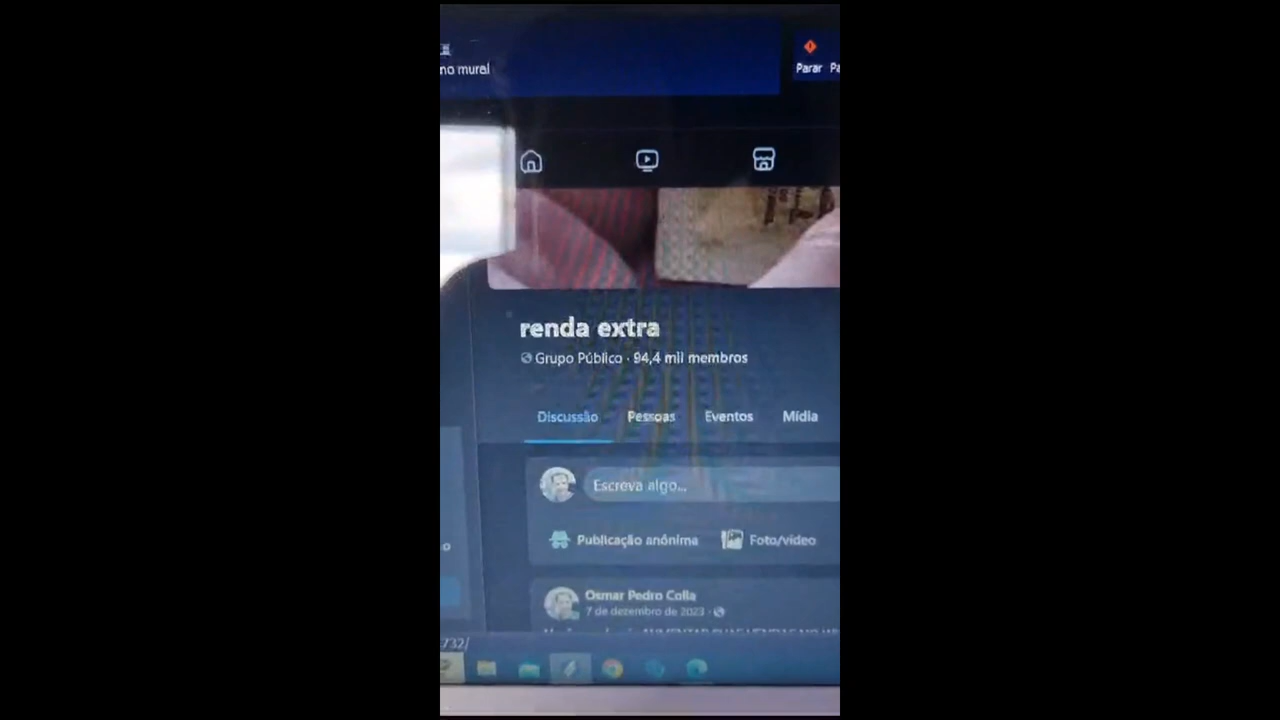 no mural
Parar
renda extra
Grupo Público · 94,4 mil membros
Discussão Pessoas Eventos Mídia
Escreva algo...
Publicação anônima Foto/vídeo
Osmar Pedro Colla
7 de dezembro de 2023 ·
732/